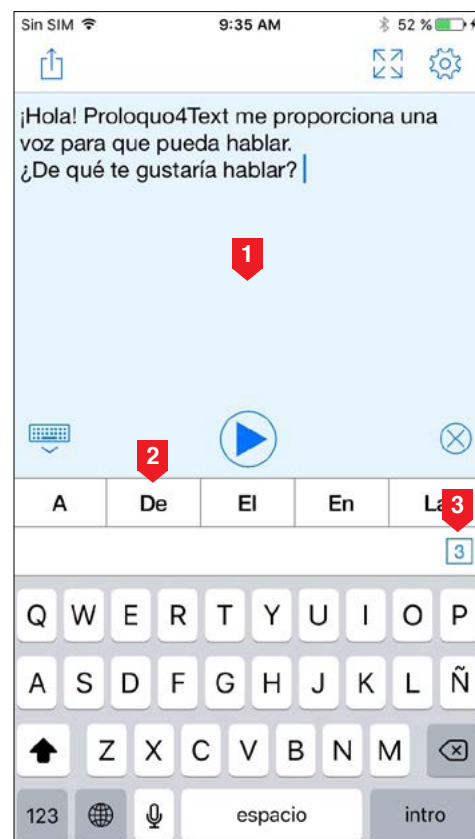 Sin SIM 9:35 AM 52 %
¡Hola! Proloquo4Text me proporciona una
voz para que pueda hablar.
¿De qué te gustaría hablar?
1
2
A De El En
3
3
Q W E R T Y U I O P
A S D F G H J K L Ñ
Z X C V B N M
123 espacio intro